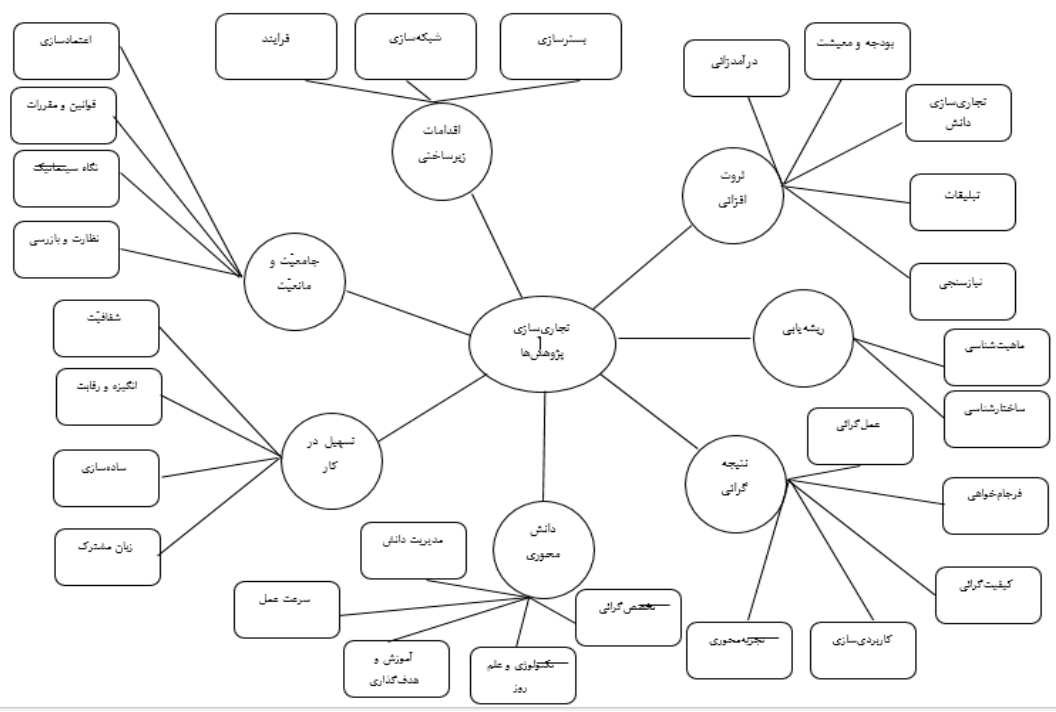 فرآیند
شبکه‌سازی
بسترسازی
اقدامات
زیرساختی
اعتمادسازی
قوانین و مقررات
نگاه سیستماتیک
نظارت و بازرسی
جامعیّت و
مانعیّت
درآمدزائی
بودجه و معیشت
تجاری‌سازی
دانش
تبلیقات
نیازسنجی
ثروت
افزائی
تجاری‌سازی
پژوهش‌ها
ریشه‌یابی
ماهیت‌شناسی
ساختارشناسی
شفافیّت
انگیزه و رقابت
ساده‌سازی
زبان مشترک
تسهیل در
کار
نتیجه
گرائی
عمل‌گرائی
فرجام‌خواهی
کیفیت‌گرائی
کاربردی‌سازی
تجربه‌محوری
دانش
محوری
مدیریت دانش
سرعت عمل
آموزش و
هدف‌گذاری
تکنولوژی و علم
روز
تخصص‌گرائی